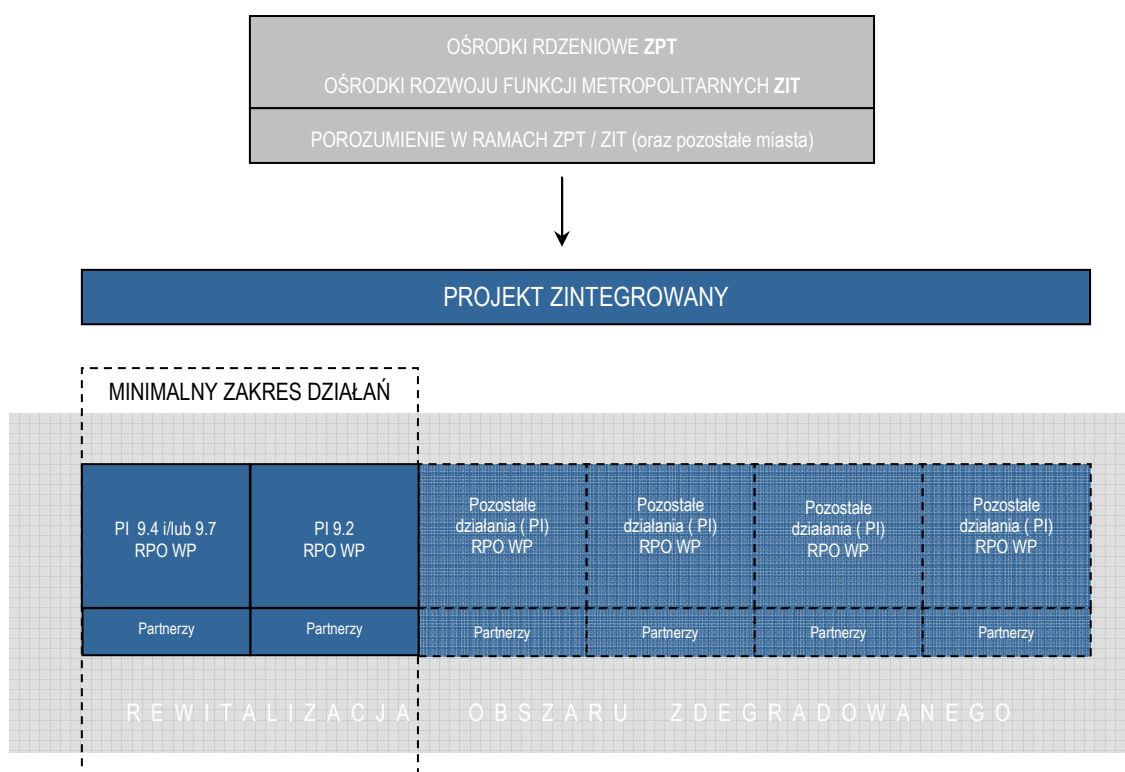 OŚRODKI RDZENIOWE ZPT
OŚRODKI ROZWOJU FUNKCJI METROPOLITARNYCH ZIT
POROZUMIENIE W RAMACH ZPT / ZIT (oraz pozostałe miasta)
PROJEKT ZINTEGROWANY
MINIMALNY ZAKRES DZIAŁAŃ
PI 9.4 i/lub 9.7
RPO WP
PI 9.2
RPO WP
Pozostałe
działania ( PI)
RPO WP
Pozostałe
działania ( PI)
RPO WP
Pozostałe
działania ( PI)
RPO WP
Pozostałe
działania ( PI)
RPO WP
Partnerzy
Partnerzy
Partnerzy
Partnerzy
Partnerzy
Partnerzy
REWITALIZACJA OBSZARU ZDEGRADOWANEGO